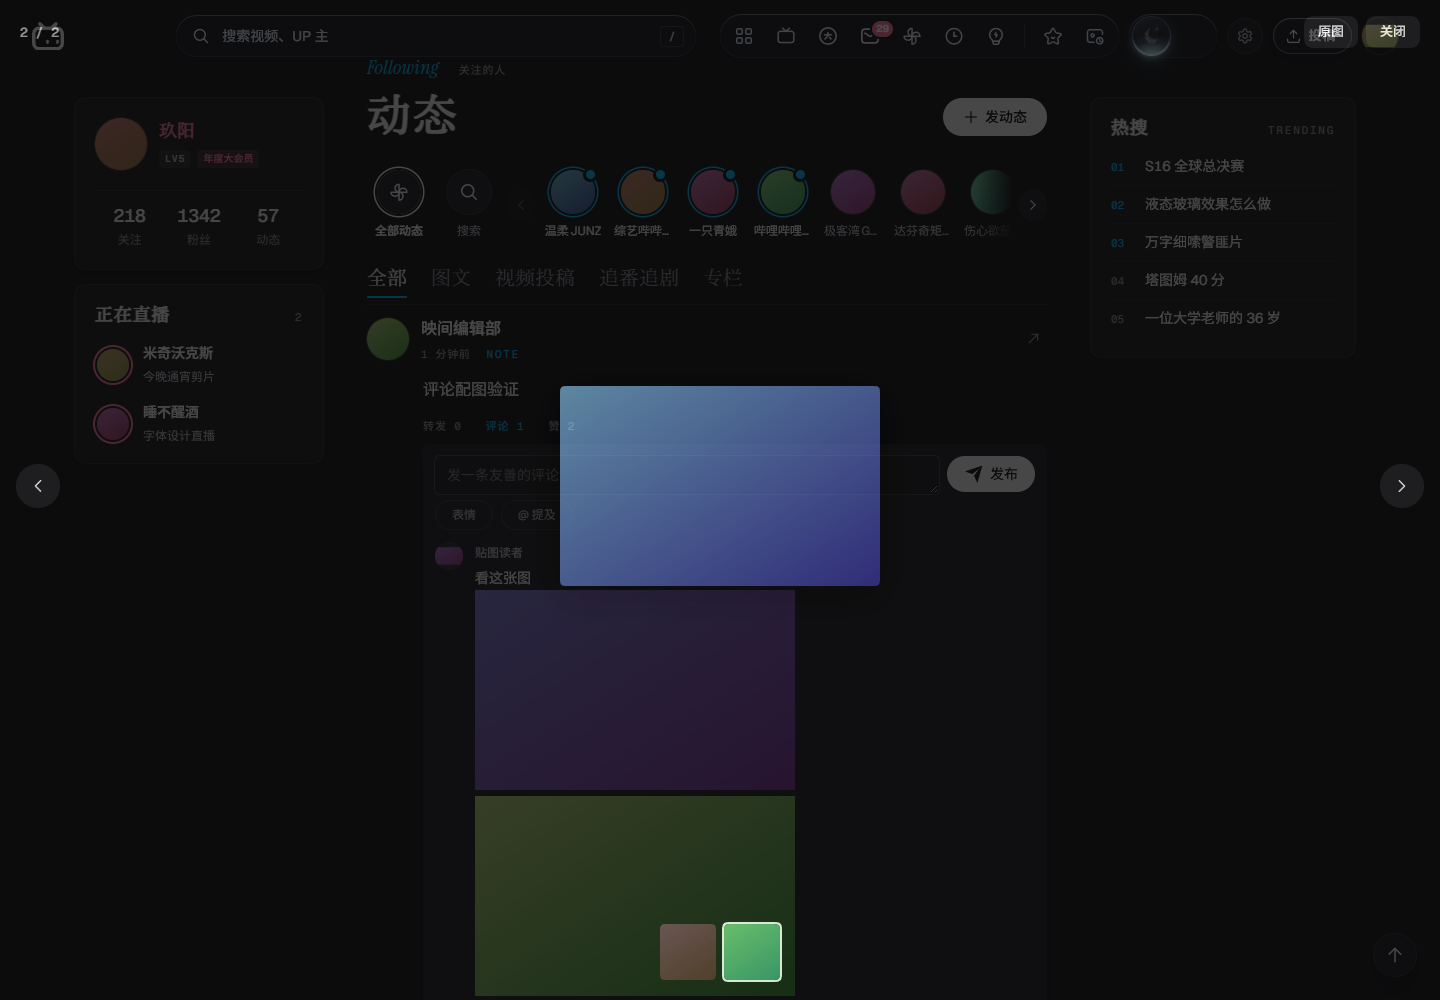 2 / 2
搜索视频、UP 主
/
29
投稿
原图
关闭
Following 关注的人
动态
发动态
玖阳
LV5 年度大会员
218 1342 57
关注 粉丝 动态
正在直播 2
米奇沃克斯
今晚通宵剪片
睡不醒酒
字体设计直播
全部动态 搜索 温柔 JUNZ 综艺哔哔… 一只青娥 哔哩哔哩… 极客湾 G… 达芬奇矩…
全部 图文 视频投稿 追番追剧 专栏
映间编辑部
1 分钟前 NOTE
评论配图验证
转发 0 评论 1 赞 2
发一条友善的评论
发布
表情 @ 提及
贴图读者
看这张图
热搜 TRENDING
01 S16 全球总决赛
02 液态玻璃效果怎么做
03 万字细嗦警匪片
04 塔图姆 40 分
05 一位大学老师的 36 岁